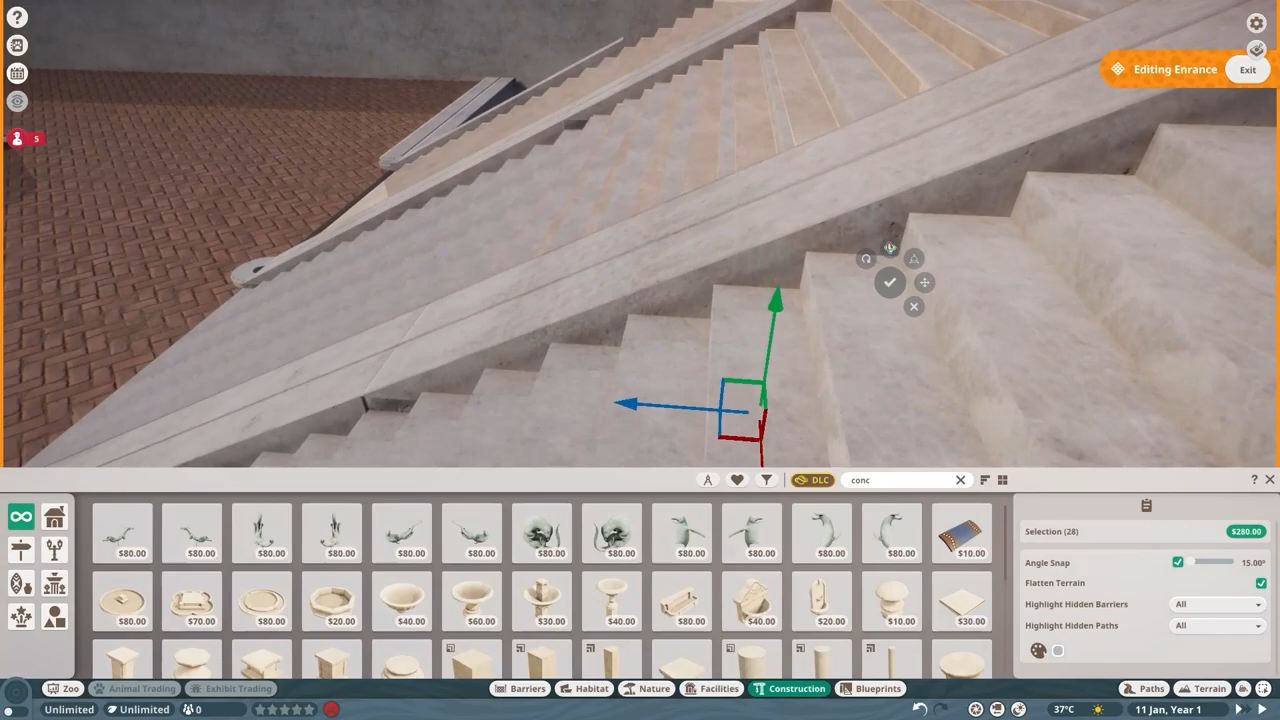 ?
Editing Enrance
Exit
5
DLC
conc
?
$80.00 $80.00 $80.00 $80.00 $80.00 $80.00 $80.00 $80.00 $80.00 $80.00 $80.00 $80.00 $10.00
$80.00 $70.00 $80.00 $20.00 $40.00 $60.00 $30.00 $40.00 $80.00 $40.00 $20.00 $10.00 $30.00
Selection (28) $280.00
Angle Snap 15.00°
Flatten Terrain
Highlight Hidden Barriers All
Highlight Hidden Paths All
Zoo Animal Trading Exhibit Trading Barriers Habitat Nature Facilities Construction Blueprints Paths Terrain
Unlimited Unlimited 0 37°C 11 Jan, Year 1